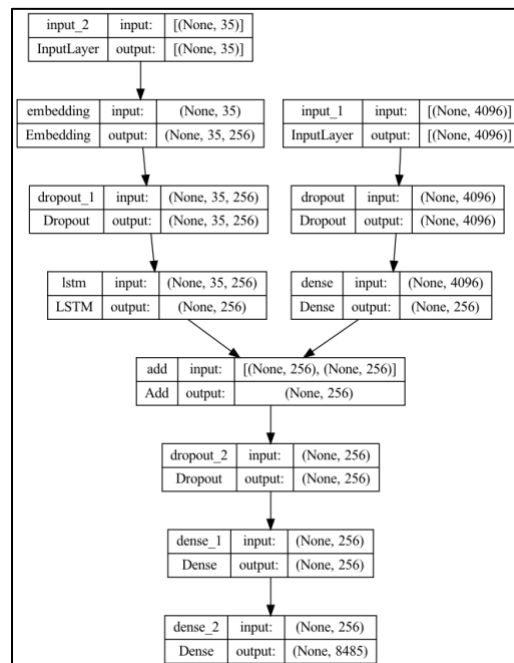 input_2 input: [(None, 35)]
InputLayer output: [(None, 35)]
embedding input: (None, 35)
Embedding output: (None, 35, 256)
input_1 input: [(None, 4096)]
InputLayer output: [(None, 4096)]
dropout_1 input: (None, 35, 256)
Dropout output: (None, 35, 256)
dropout input: (None, 4096)
Dropout output: (None, 4096)
lstm input: (None, 35, 256)
LSTM output: (None, 256)
dense input: (None, 4096)
Dense output: (None, 256)
add input: [(None, 256), (None, 256)]
Add output: (None, 256)
dropout_2 input: (None, 256)
Dropout output: (None, 256)
dense_1 input: (None, 256)
Dense output: (None, 256)
dense_2 input: (None, 256)
Dense output: (None, 8485)